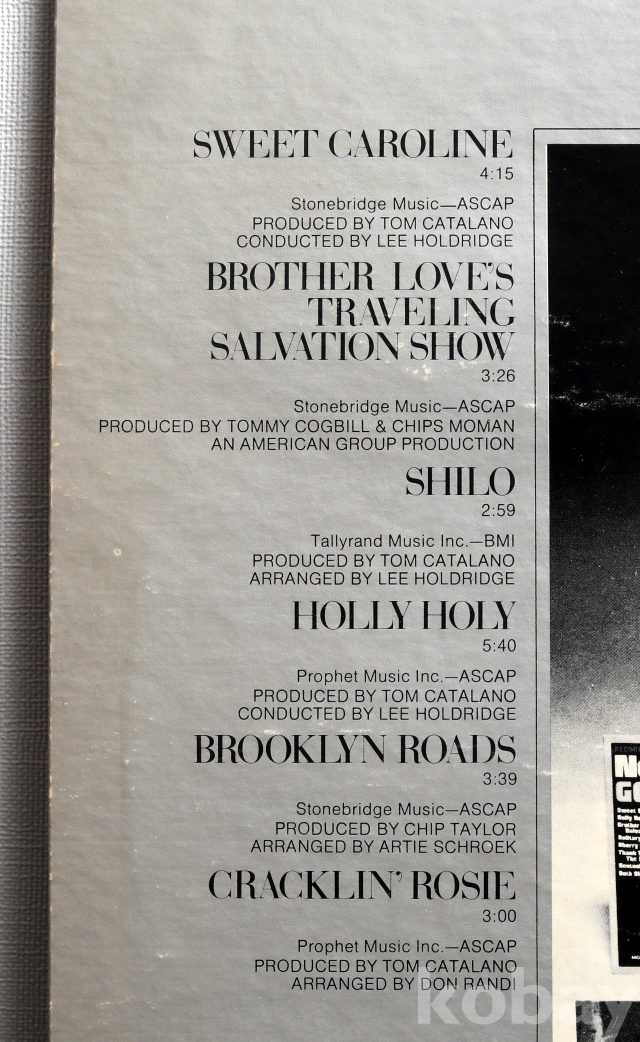 SWEET CAROLINE
4:15
Stonebridge Music—ASCAP
PRODUCED BY TOM CATALANO
CONDUCTED BY LEE HOLDRIDGE
BROTHER LOVE'S
TRAVELING
SALVATION SHOW
3:26
Stonebridge Music—ASCAP
PRODUCED BY TOMMY COGBILL & CHIPS MOMAN
AN AMERICAN GROUP PRODUCTION
SHILO
2:59
Tallyrand Music Inc.—BMI
PRODUCED BY TOM CATALANO
ARRANGED BY LEE HOLDRIDGE
HOLLY HOLY
5:40
Prophet Music Inc.—ASCAP
PRODUCED BY TOM CATALANO
CONDUCTED BY LEE HOLDRIDGE
BROOKLYN ROADS
3:39
Stonebridge Music—ASCAP
PRODUCED BY CHIP TAYLOR
ARRANGED BY ARTIE SCHROEK
CRACKLIN' ROSIE
3:00
Prophet Music Inc.—ASCAP
PRODUCED BY TOM CATALANO
ARRANGED BY DON RANDI
kobay